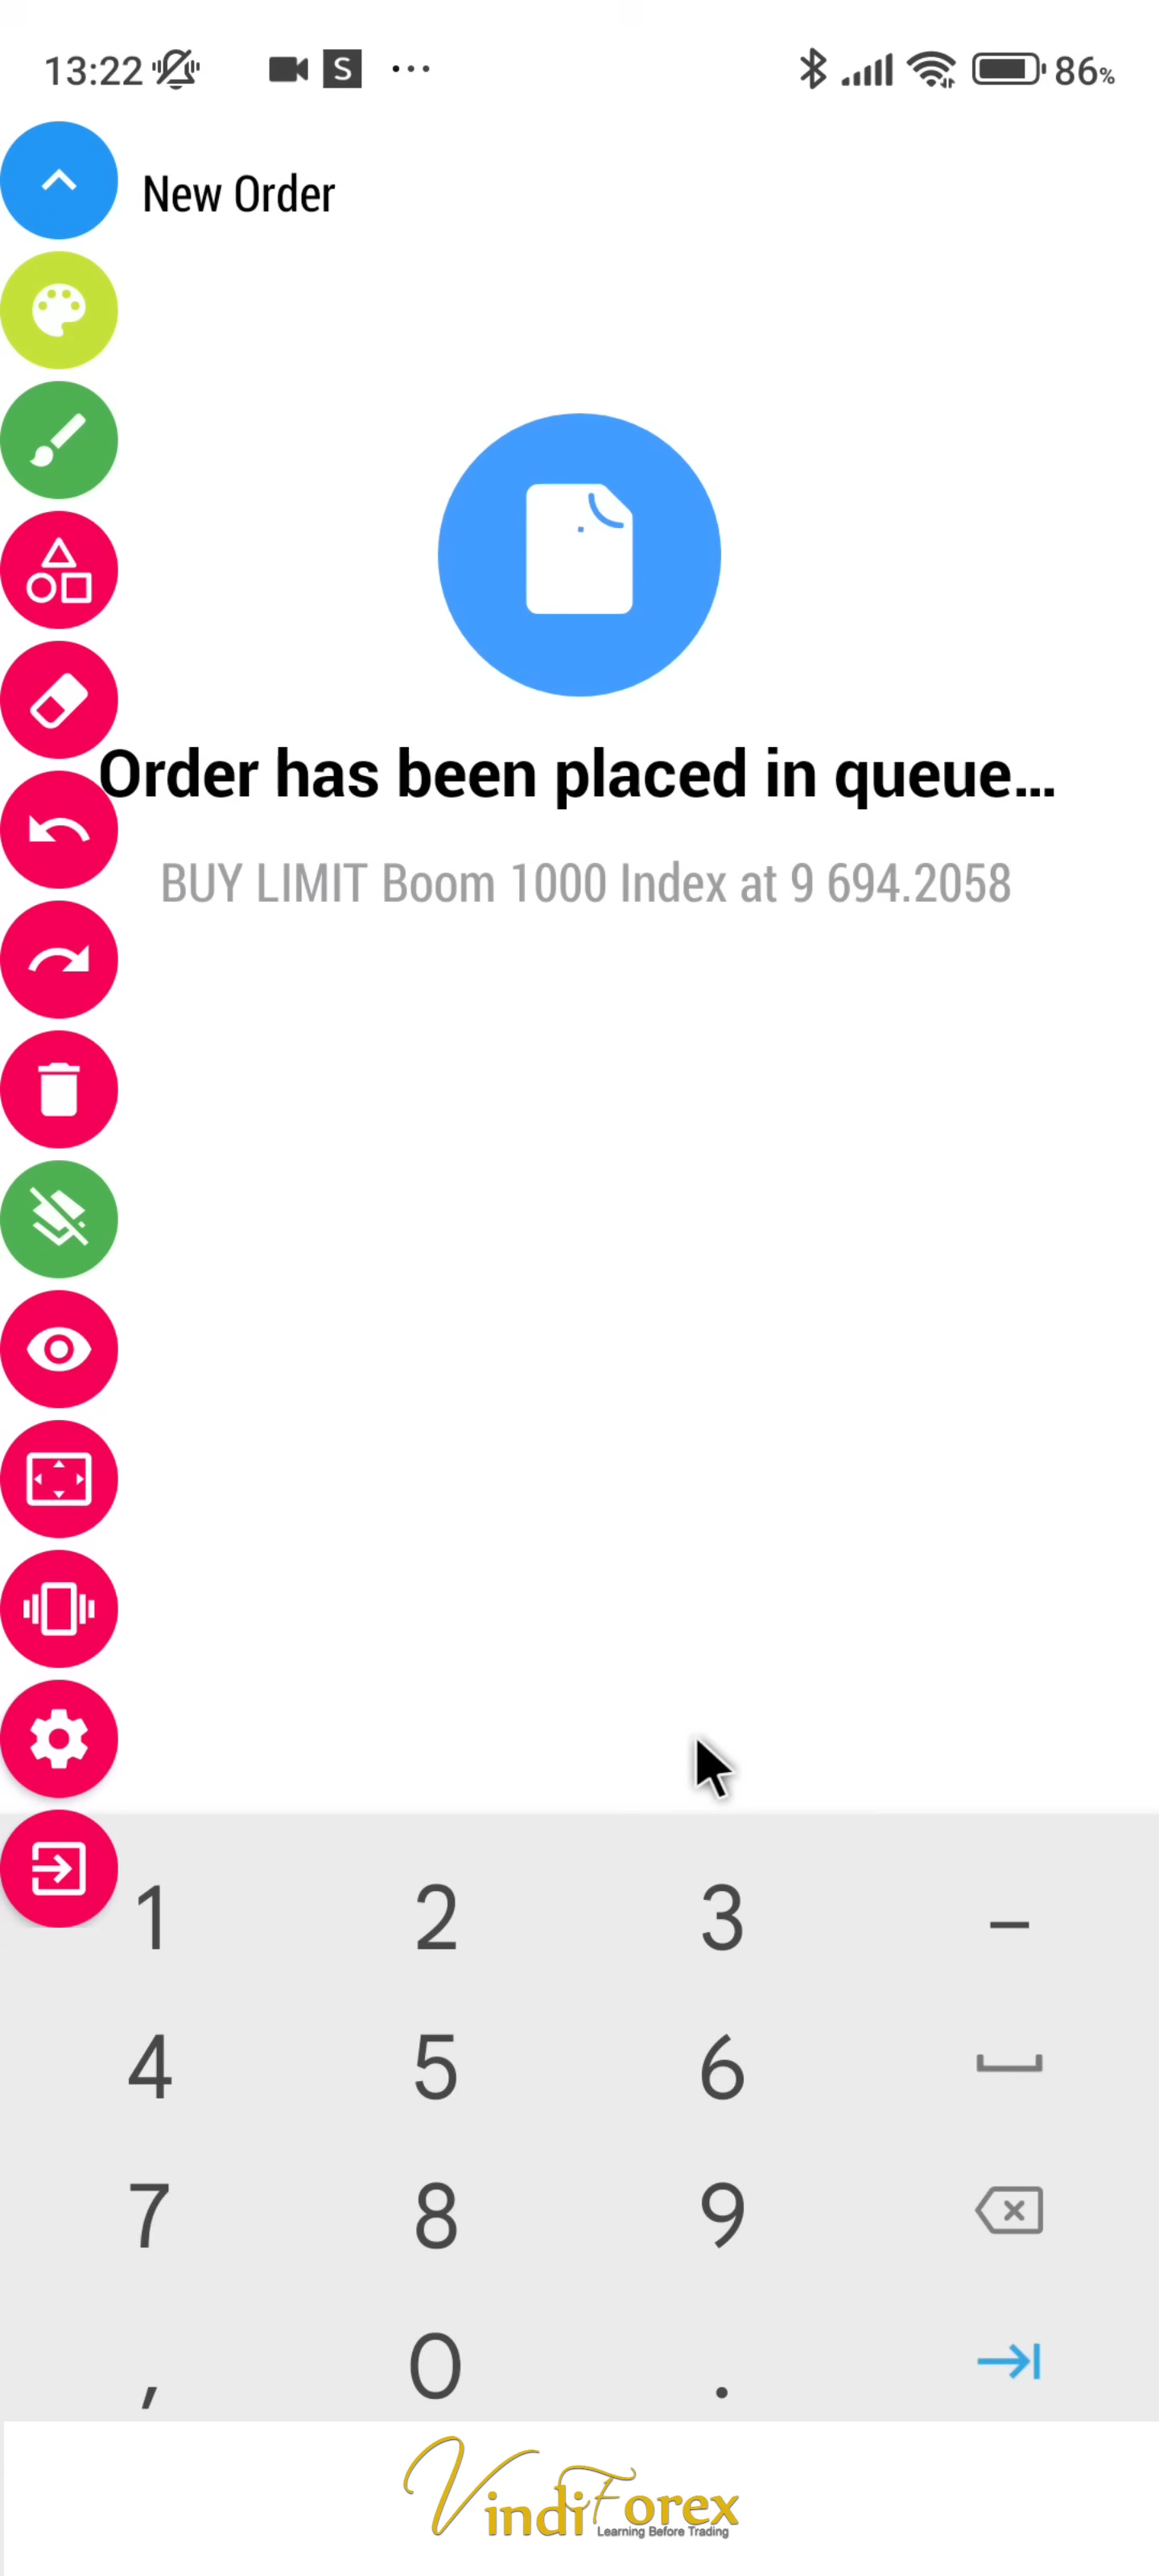 13:22 S ... 86%
New Order
Order has been placed in queue...
BUY LIMIT Boom 1000 Index at 9 694.2058
1 2 3 –
4 5 6
7 8 9
, 0 .
VindiForex
Learning Before Trading